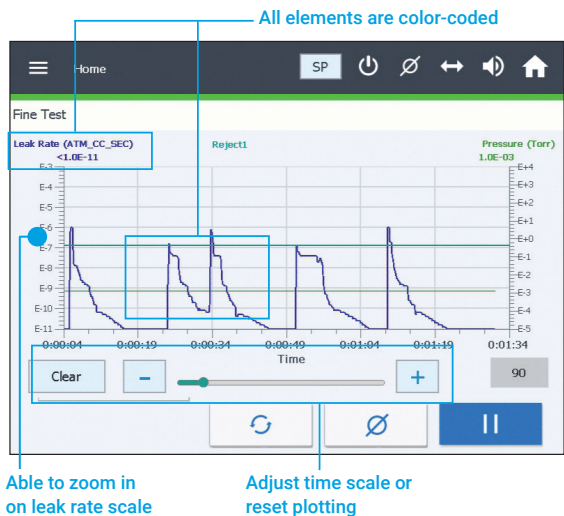 All elements are color-coded
Home
SP
Fine Test
Leak Rate (ATM_CC_SEC)
<1.0E-11
Reject1
Pressure (Torr)
1.0E-03
E-3
E-4
E-5
E-6
E-7
E-8
E-9
E-10
E-11
E+4
E+3
E+2
E+1
E+0
E-1
E-2
E-3
E-4
E-5
0:00:04 0:00:19 0:00:34 0:00:49 0:01:04 0:01:19 0:01:34
Time
Clear
-
+
90
Able to zoom in
on leak rate scale
Adjust time scale or
reset plotting